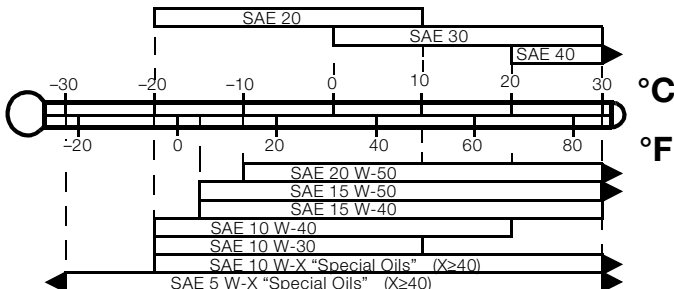 SAE 20
SAE 30
SAE 40
–30 –20 –10 0 10 20 30 °C
–20 0 20 40 60 80 °F
SAE 20 W-50
SAE 15 W-50
SAE 15 W-40
SAE 10 W-40
SAE 10 W-30
SAE 10 W-X “Special Oils” (X≥40)
SAE 5 W-X “Special Oils” (X≥40)